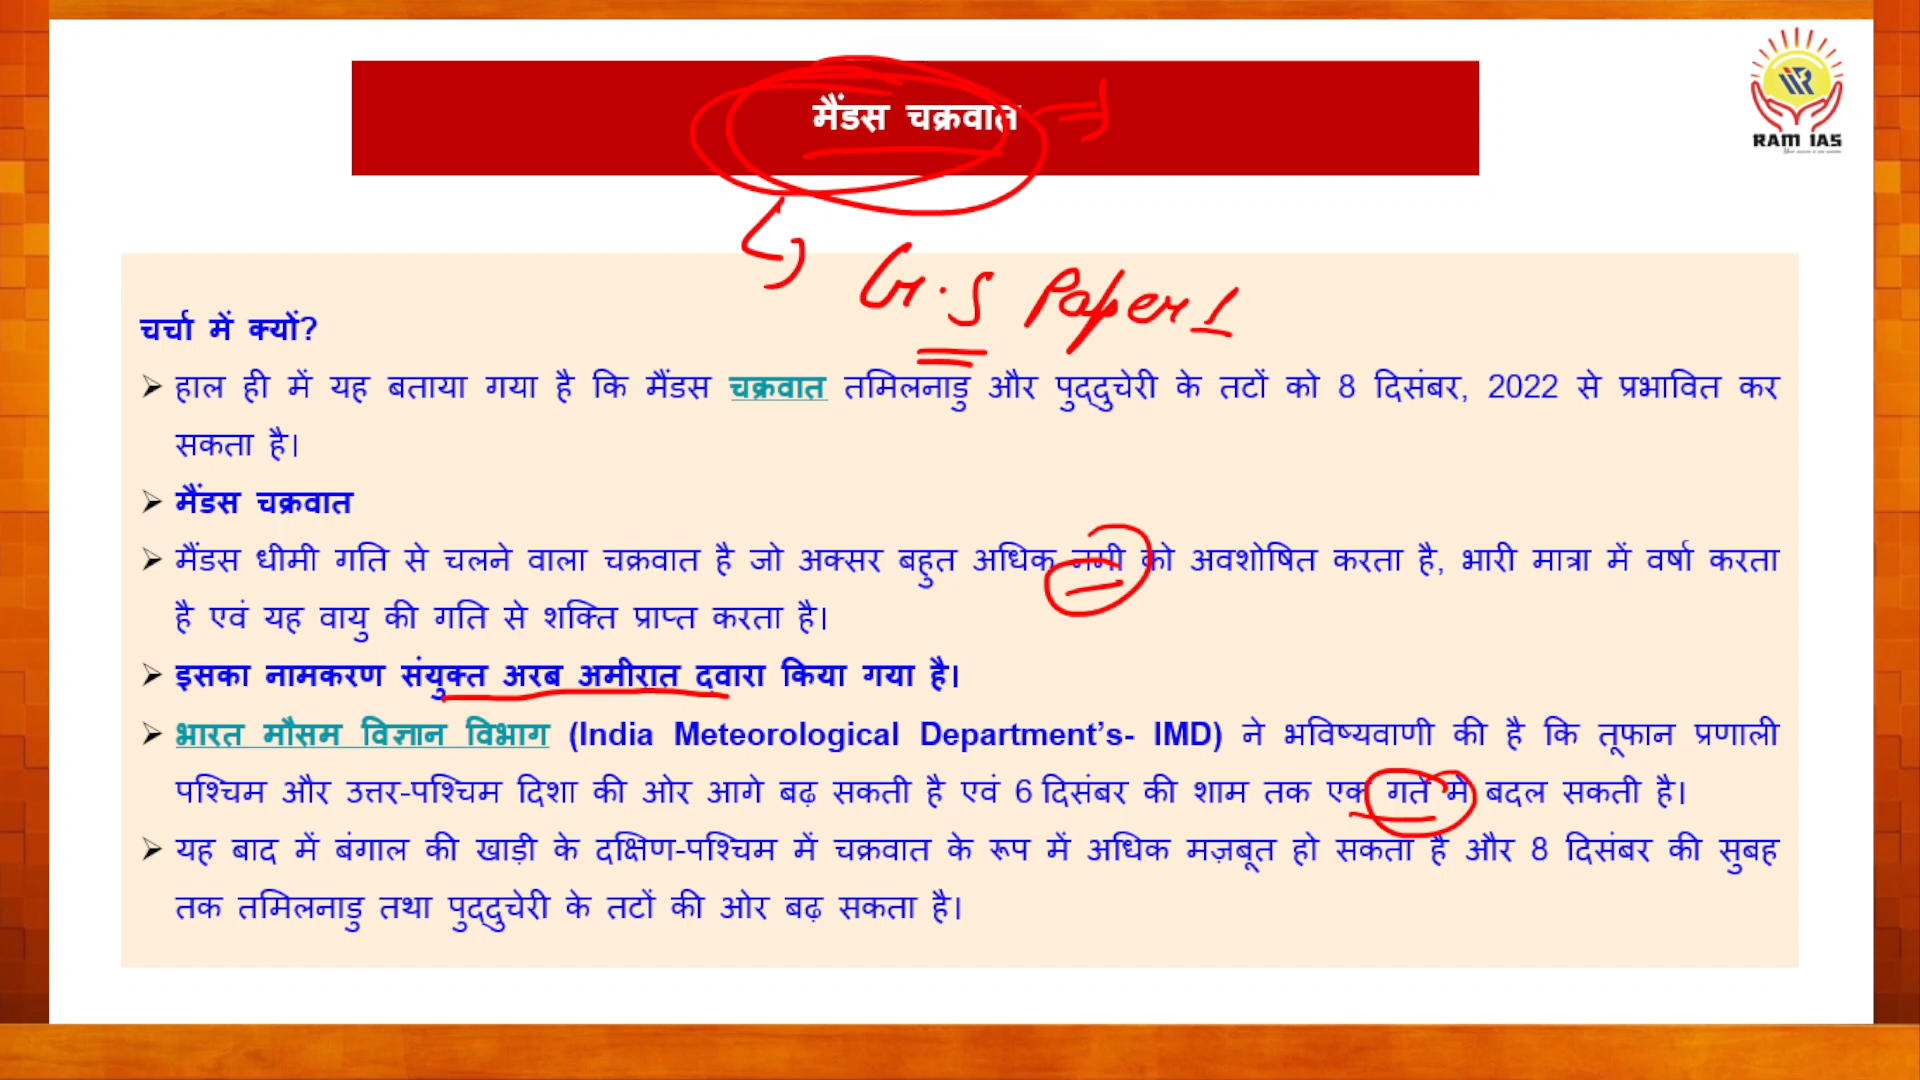 मैंडस चक्रवात
RAM IAS
G.S Paper 1
चर्चा में क्यों?
➢ हाल ही में यह बताया गया है कि मैंडस चक्रवात तमिलनाडु और पुद्दुचेरी के तटों को 8 दिसंबर, 2022 से प्रभावित कर
सकता है।
➢ मैंडस चक्रवात
➢ मैंडस धीमी गति से चलने वाला चक्रवात है जो अक्सर बहुत अधिक नमी को अवशोषित करता है, भारी मात्रा में वर्षा करता
है एवं यह वायु की गति से शक्ति प्राप्त करता है।
➢ इसका नामकरण संयुक्त अरब अमीरात द्वारा किया गया है।
➢ भारत मौसम विज्ञान विभाग (India Meteorological Department’s- IMD) ने भविष्यवाणी की है कि तूफान प्रणाली
पश्चिम और उत्तर-पश्चिम दिशा की ओर आगे बढ़ सकती है एवं 6 दिसंबर की शाम तक एक गर्त में बदल सकती है।
➢ यह बाद में बंगाल की खाड़ी के दक्षिण-पश्चिम में चक्रवात के रूप में अधिक मज़बूत हो सकता है और 8 दिसंबर की सुबह
तक तमिलनाडु तथा पुद्दुचेरी के तटों की ओर बढ़ सकता है।